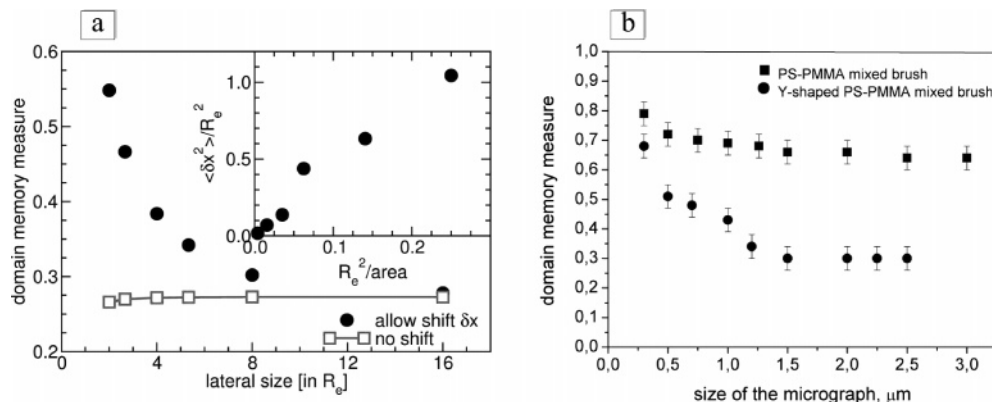 a
0.6
0.5
0.4
0.3
0.2
domain memory measure
0
4
8
12
16
lateral size [in Re]
1.0
0.5
0.0
<δx²>/Re²
0.0
0.1
0.2
Re²/area
allow shift δx
no shift
b
1,0
0,9
0,8
0,7
0,6
0,5
0,4
0,3
0,2
0,1
0,0
domain memory measure
PS-PMMA mixed brush
Y-shaped PS-PMMA mixed brush
0,5
1,0
1,5
2,0
2,5
3,0
size of the micrograph, μm